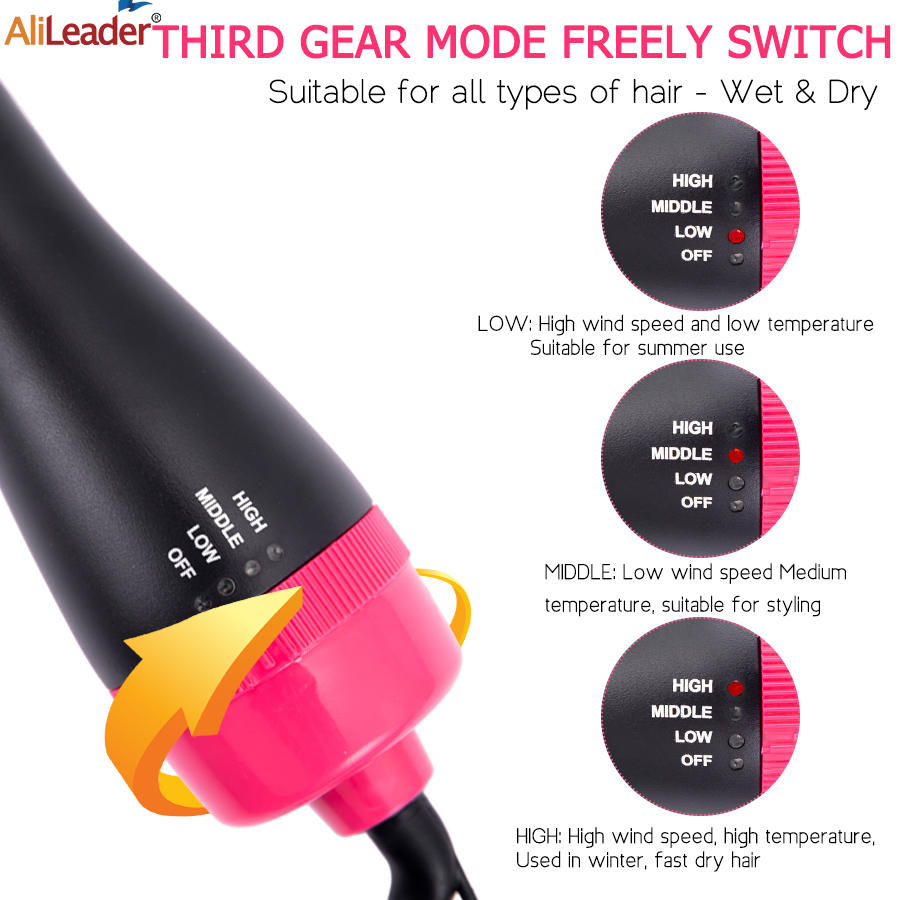 AliLeader®
THIRD GEAR MODE FREELY SWITCH
Suitable for all types of hair - Wet & Dry
HIGH
MIDDLE
LOW
OFF
LOW: High wind speed and low temperature
Suitable for summer use
HIGH
MIDDLE
LOW
OFF
MIDDLE: Low wind speed Medium
temperature, suitable for styling
HIGH
MIDDLE
LOW
OFF
HIGH: High wind speed, high temperature,
Used in winter, fast dry hair
HIGH
MIDDLE
LOW
OFF